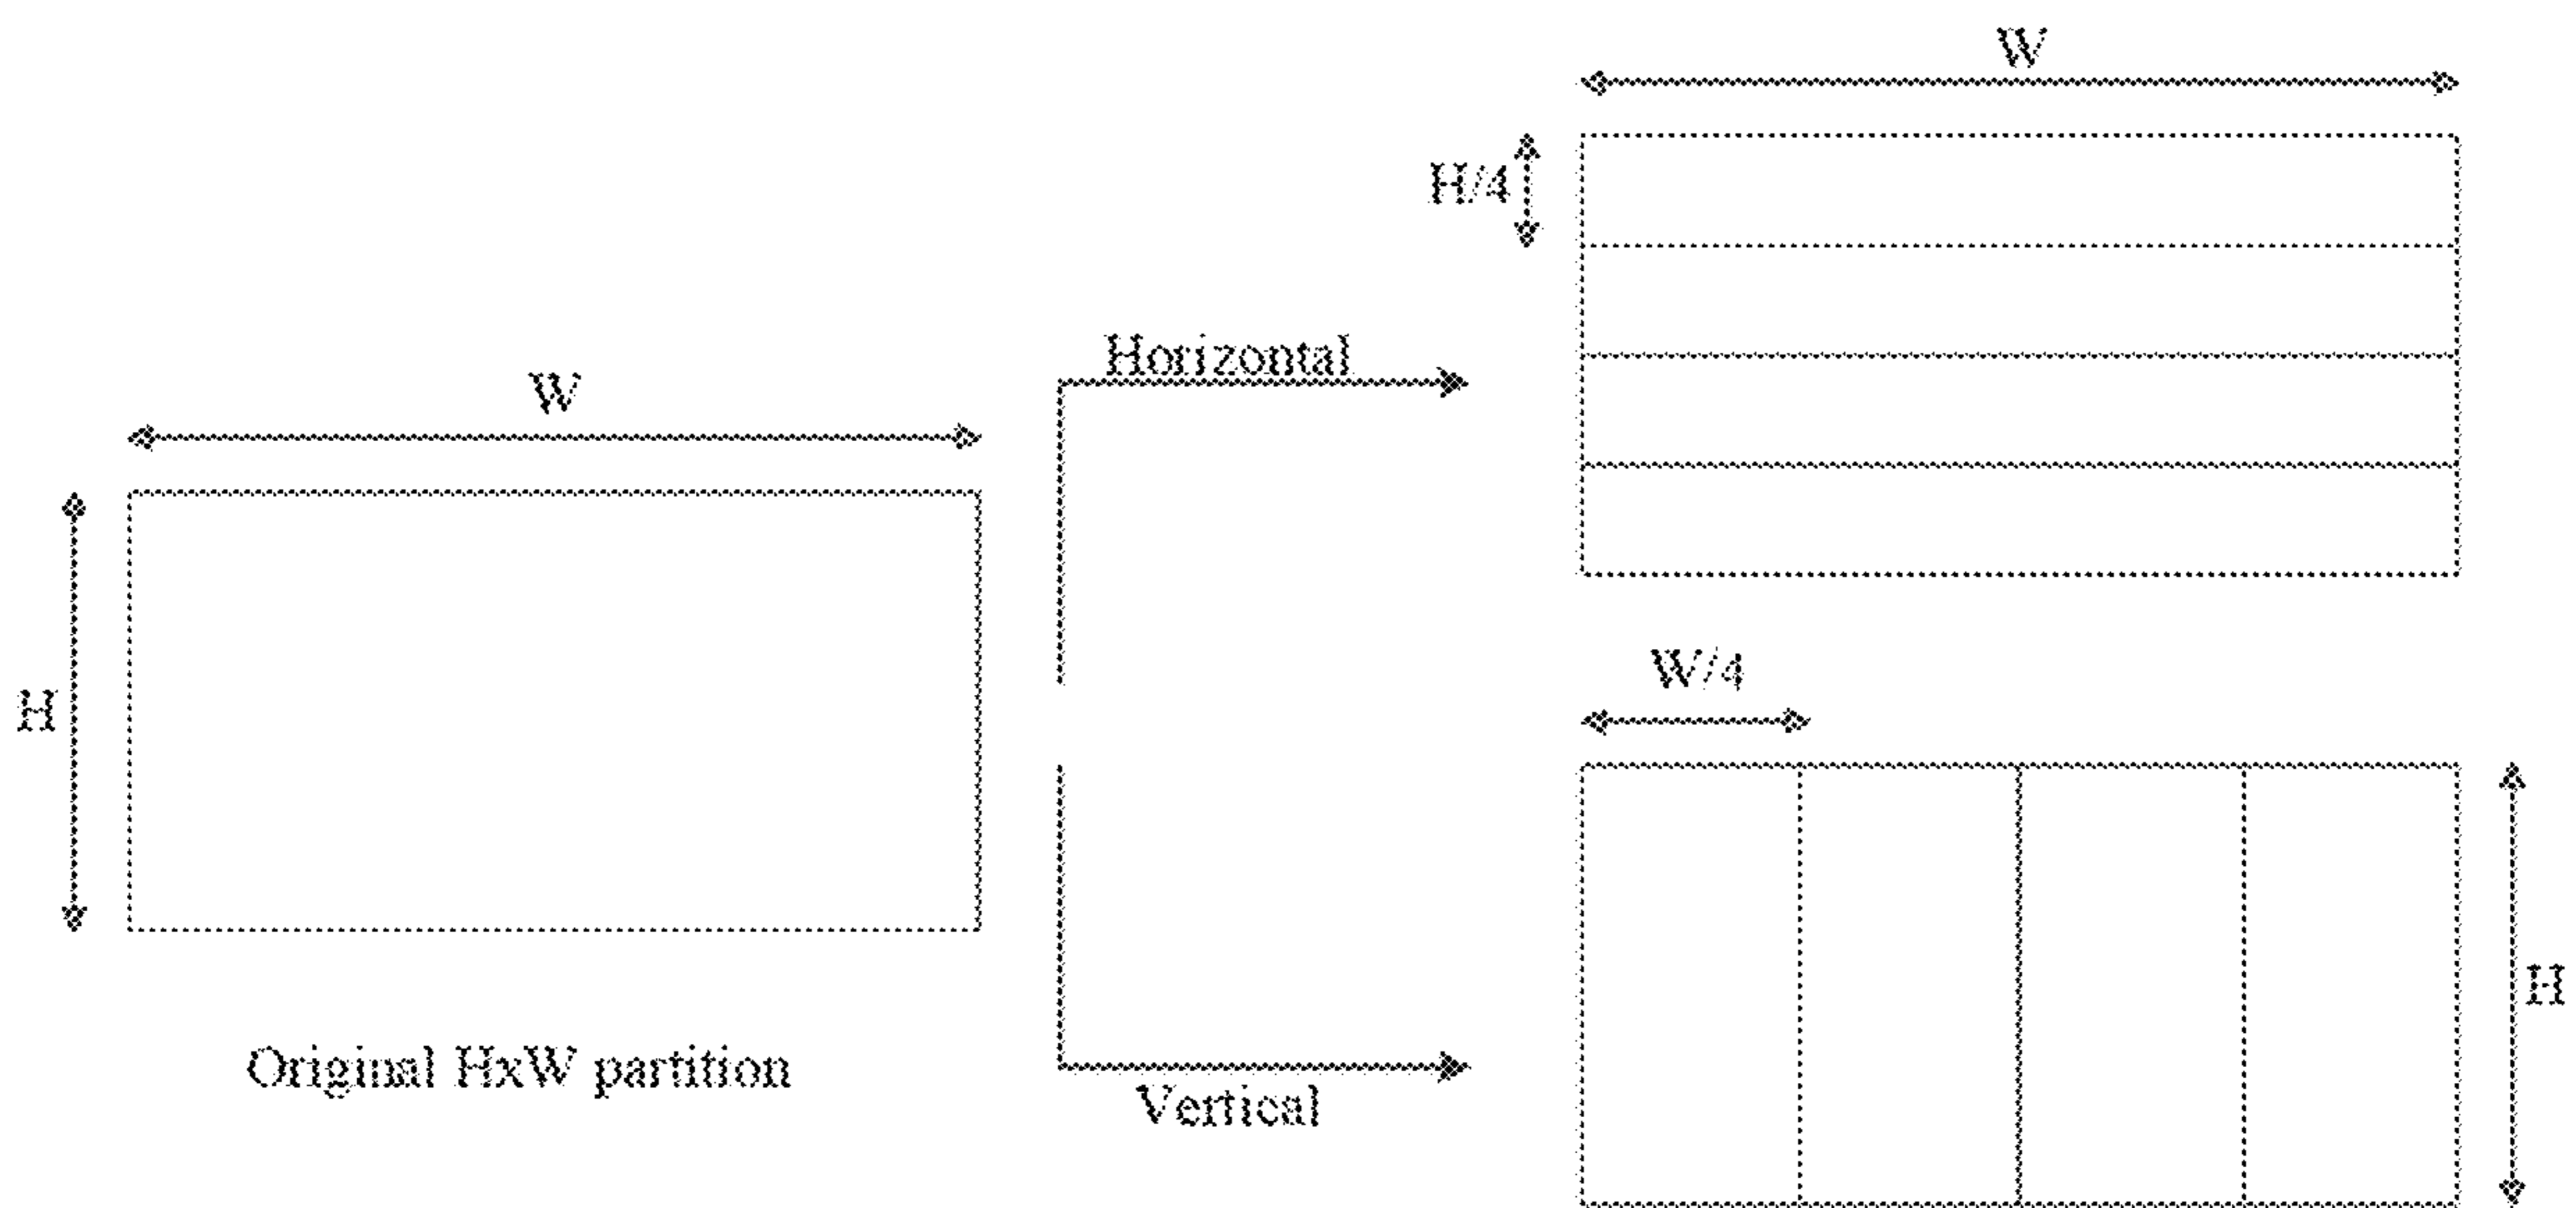 W
H/4
Horizontal
W
H
W/4
H
Original HxW partition
Vertical